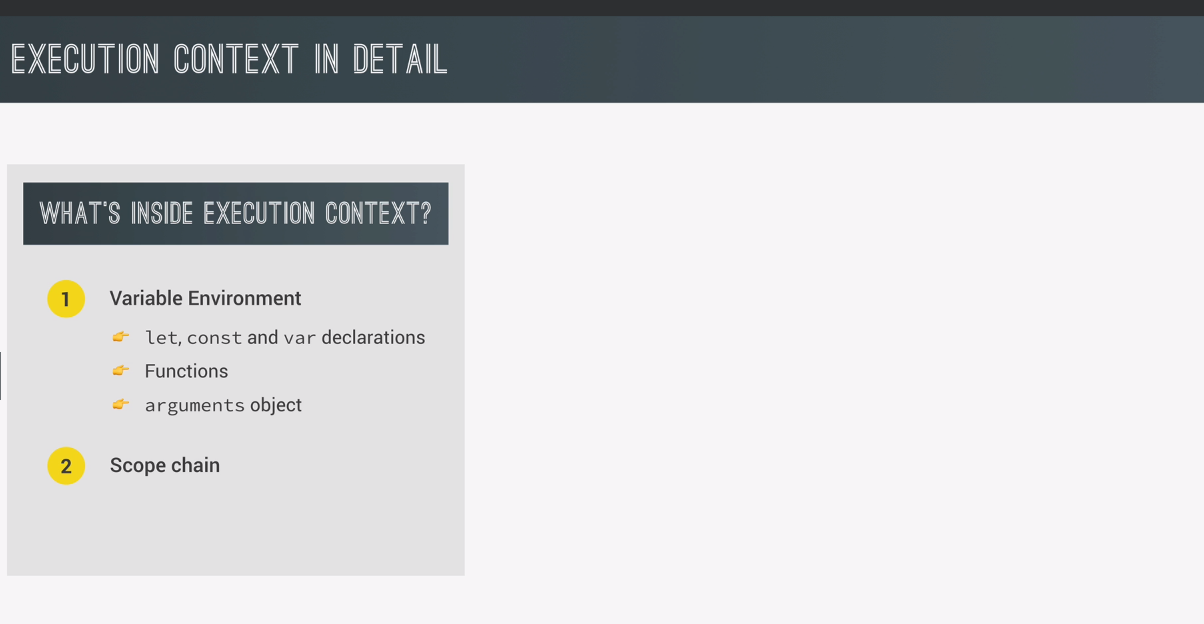 EXECUTION CONTEXT IN DETAIL
WHAT'S INSIDE EXECUTION CONTEXT?
1 Variable Environment
👉 let, const and var declarations
👉 Functions
👉 arguments object
2 Scope chain